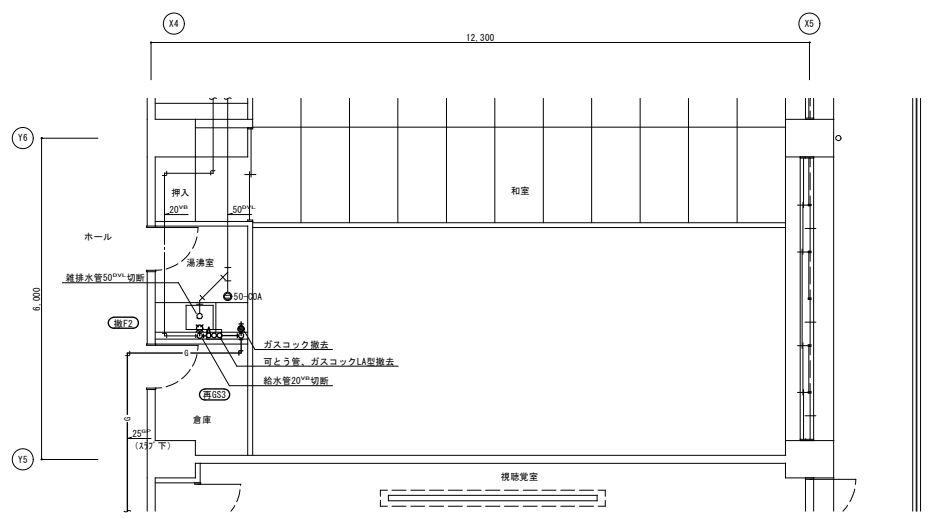 X4
X5
12,300
Y6
押入
和室
20VB
50DVL
ホール
湯沸室
雑排水管50DVL切断
50-COA
6,000
撤F2
ガスコック撤去
G
可とう管、ガスコックLA型撤去
給水管20VB切断
再GS3
G
倉庫
25GP
(スラブ下)
Y5
視聴覚室